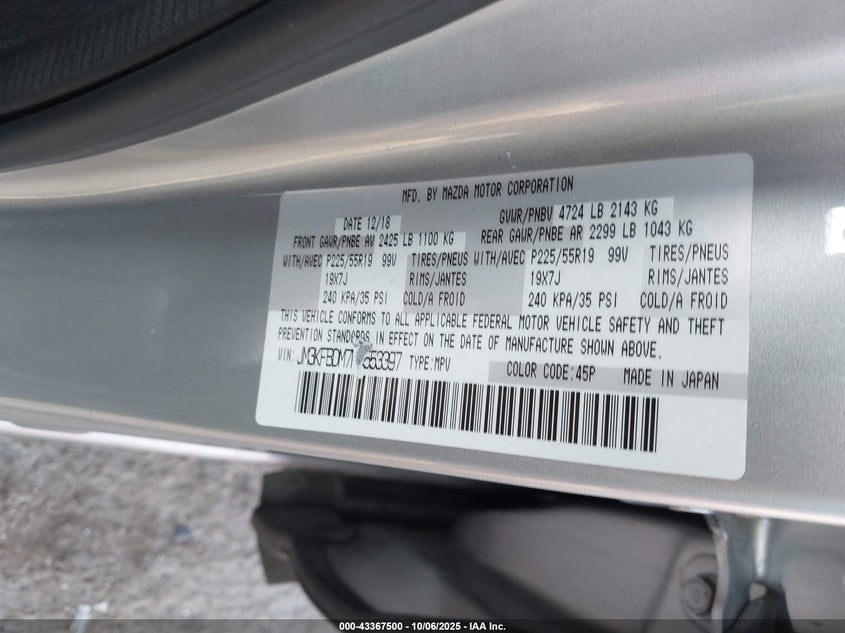 MFD. BY MAZDA MOTOR CORPORATION
DATE 12/18 GVWR/PNBV 4724 LB 2143 KG
FRONT GAWR/PNBE AV 2425 LB 1100 KG REAR GAWR/PNBE AR 2299 LB 1043 KG
WITH/AVEC P225/55R19 99V TIRES/PNEUS WITH/AVEC P225/55R19 99V TIRES/PNEUS
19X7J RIMS/JANTES 19X7J RIMS/JANTES
240 KPA/35 PSI COLD/A FROID 240 KPA/35 PSI COLD/A FROID
THIS VEHICLE CONFORMS TO ALL APPLICABLE FEDERAL MOTOR VEHICLE SAFETY AND THEFT
PREVENTION STANDARDS IN EFFECT ON THE DATE OF MANUFACTURE SHOWN ABOVE.
VIN: TYPE:MPV COLOR CODE:45P MADE IN JAPAN
000-43367500 - 10/06/2025 - IAA Inc.